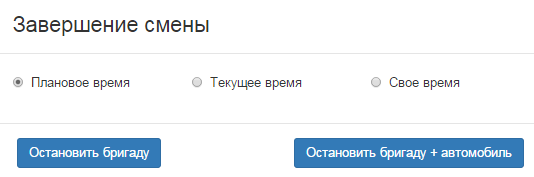 Завершение смены
Плановое время Текущее время Свое время
Остановить бригаду Остановить бригаду + автомобиль